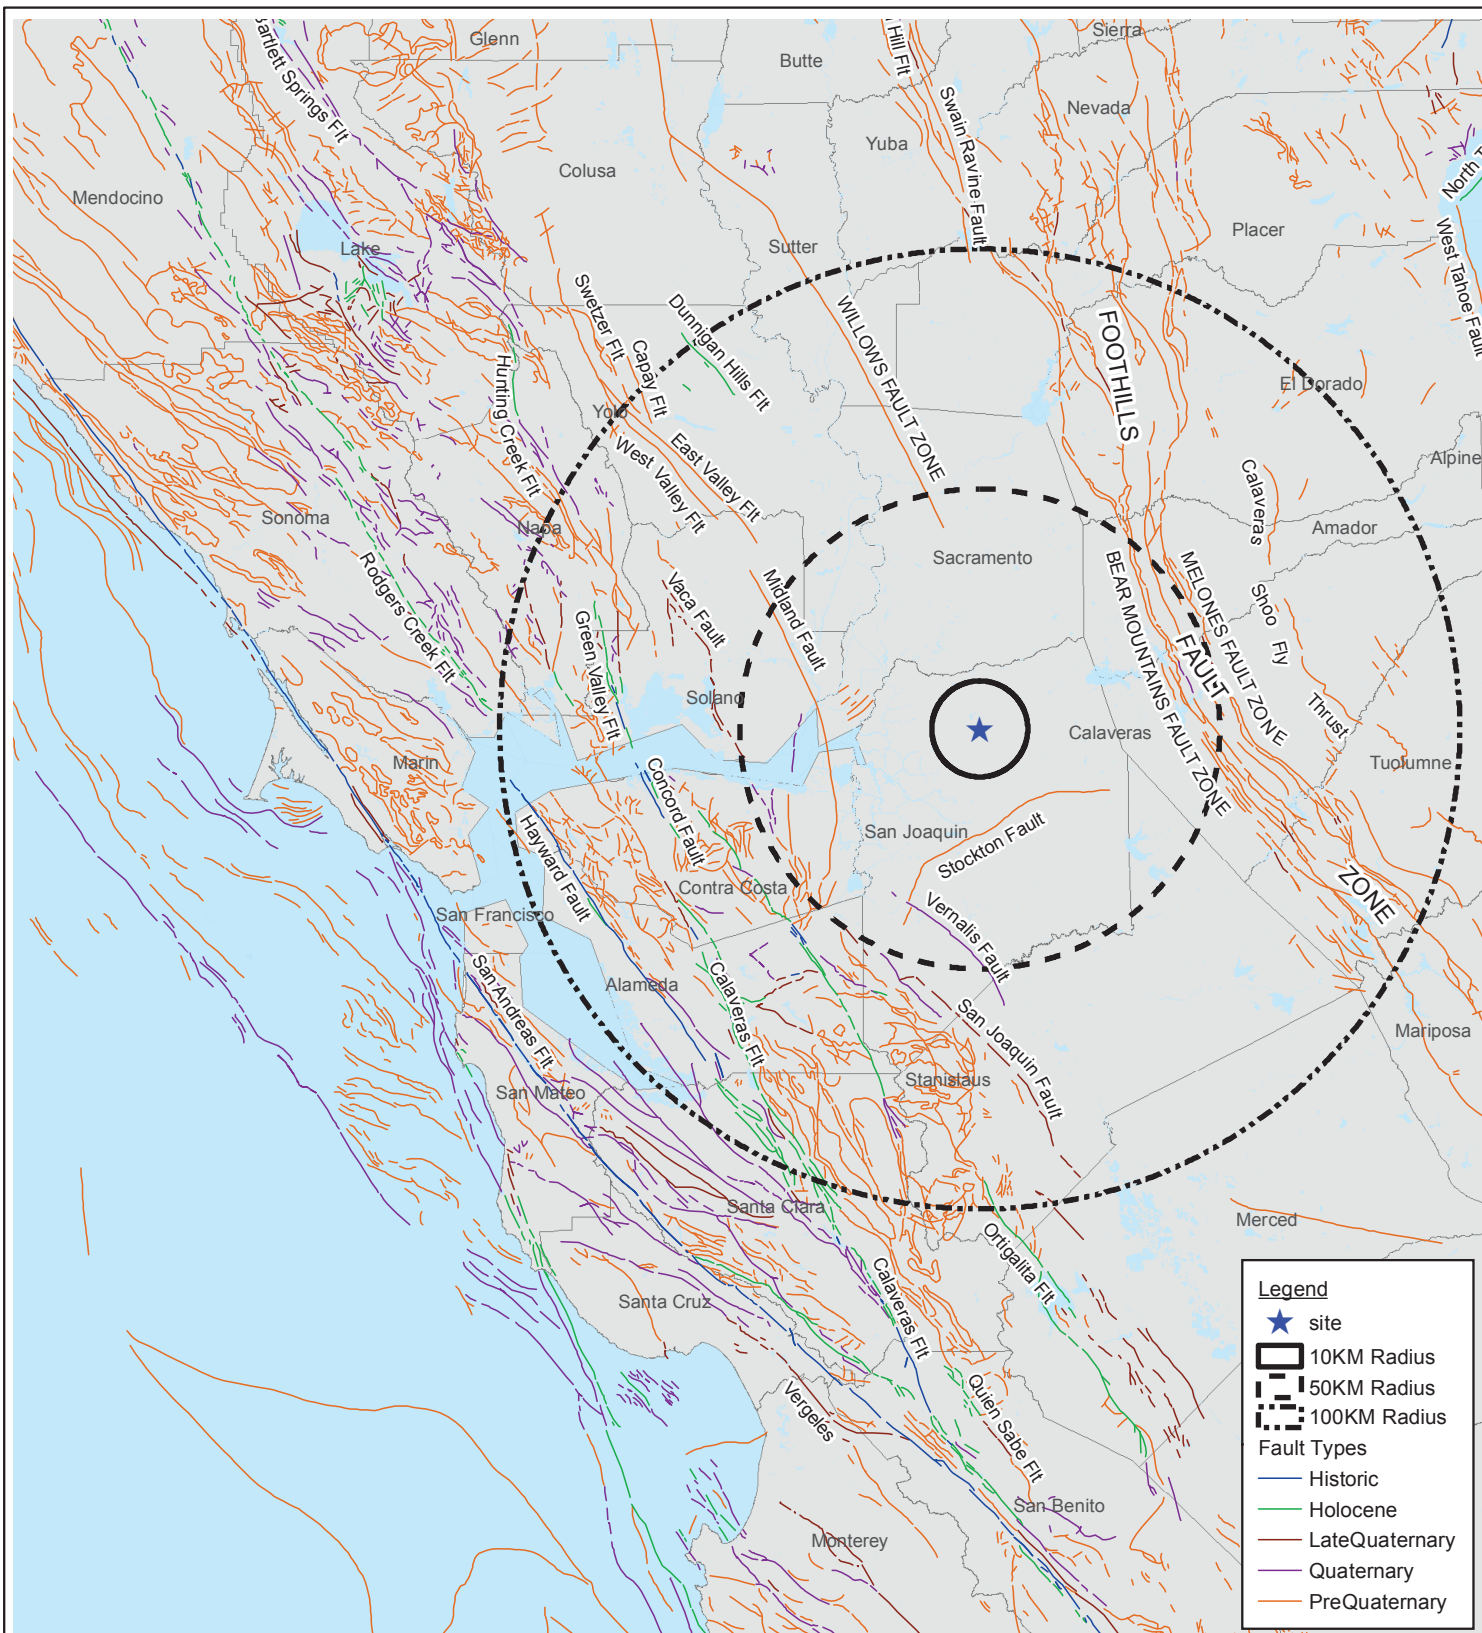 Glenn
Butte
Sierra
Bartlett Springs Flt
Hill Flt
Swain Ravine Fault
Nevada
Yuba
Colusa
Mendocino
North T
Lake
Sutter
Placer
West Tahoe Fault
Swetzer Flt
Dunnigan Hills Flt
WILLOWS FAULT ZONE
FOOTHILLS
Capay Flt
Hunting Creek Flt
El Dorado
Yolo
East Valley Flt
West Valley Flt
Alpine
Calaveras
Sonoma
Napa
Amador
Sacramento
Rodgers Creek Flt
Vaca Fault
Midland Fault
BEAR MOUNTAINS FAULT ZONE
MELONES FAULT ZONE
Shoo Fly
Green Valley Flt
FAULT
Solano
Thrust
Calaveras
Marin
Tuolumne
Concord Fault
Hayward Fault
San Joaquin
Stockton Fault
Contra Costa
ZONE
San Francisco
Vernalis Fault
San Andreas Flt
Alameda
Calaveras Flt
San Joaquin Fault
Mariposa
Stanislaus
San Mateo
Santa Clara
Merced
Ortigalita Flt
Calaveras Flt
Santa Cruz
Vergeles
Quien Sabe Flt
San Benito
Monterey
Legend
site
10KM Radius
50KM Radius
100KM Radius
Fault Types
Historic
Holocene
LateQuaternary
Quaternary
PreQuaternary